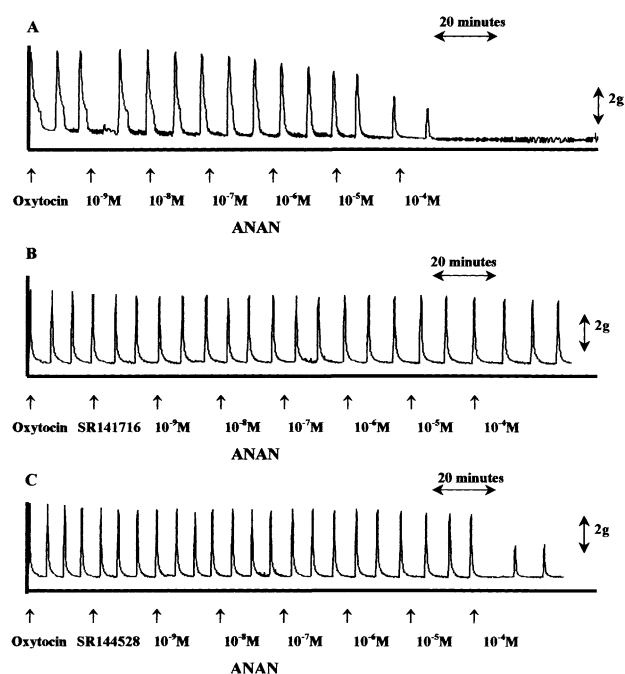 A
20 minutes
2g
Oxytocin 10⁻⁹M 10⁻⁸M 10⁻⁷M 10⁻⁶M 10⁻⁵M 10⁻⁴M
ANAN
B
20 minutes
2g
Oxytocin SR141716 10⁻⁹M 10⁻⁸M 10⁻⁷M 10⁻⁶M 10⁻⁵M 10⁻⁴M
ANAN
C
20 minutes
2g
Oxytocin SR144528 10⁻⁹M 10⁻⁸M 10⁻⁷M 10⁻⁶M 10⁻⁵M 10⁻⁴M
ANAN